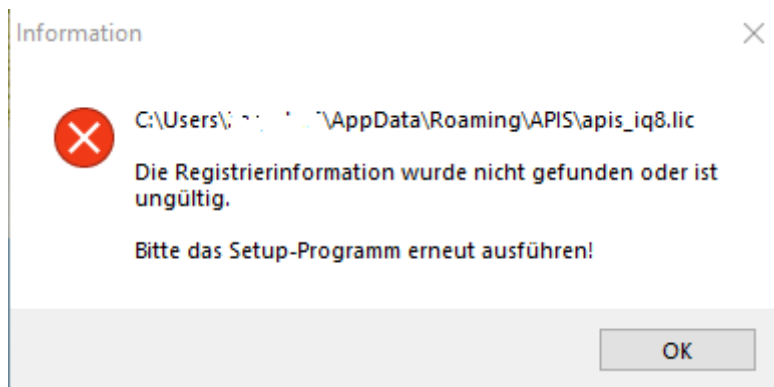 Information
C:\Users\ \AppData\Roaming\APIS\apis_iq8.lic
Die Registrierinformation wurde nicht gefunden oder ist
ungültig.
Bitte das Setup-Programm erneut ausführen!
OK